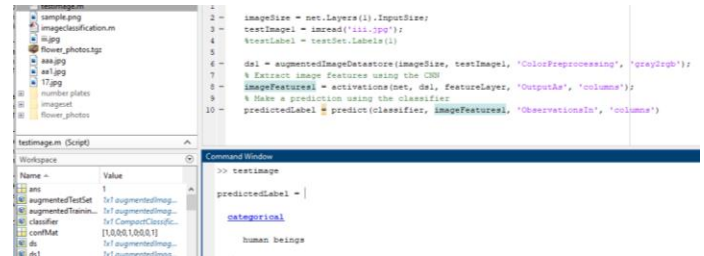 testimage.m
sample.png
imageclassification.m
iii.jpg
flower_photos.tgz
aaa.jpg
aa1.jpg
17.jpg
number plates
imageset
flower_photos
testimage.m (Script)
Workspace
Name
Value
ans
1
augmentedTestSet
1x1 augmentedImag...
augmentedTrainin...
1x1 augmentedImag...
classifier
1x1 CompactClassific...
confMat
[1,0;0;0,1,0;0,0,1]
ds
1x1 augmentedImag...
ds1
1x1 augmentedImag...
1
2 - imageSize = net.Layers(1).InputSize;
3 - testImage1 = imread('iii.jpg');
4 %testLabel = testSet.Labels(1)
5
6 - ds1 = augmentedImageDatastore(imageSize, testImage1, 'ColorPreprocessing', 'gray2rgb');
7 % Extract image features using the CNN
8 - imageFeatures1 = activations(net, ds1, featureLayer, 'OutputAs', 'columns');
9 % Make a prediction using the classifier
10 - predictedLabel = predict(classifier, imageFeatures1, 'ObservationsIn', 'columns')
Command Window
>> testimage
predictedLabel =
categorical
human beings